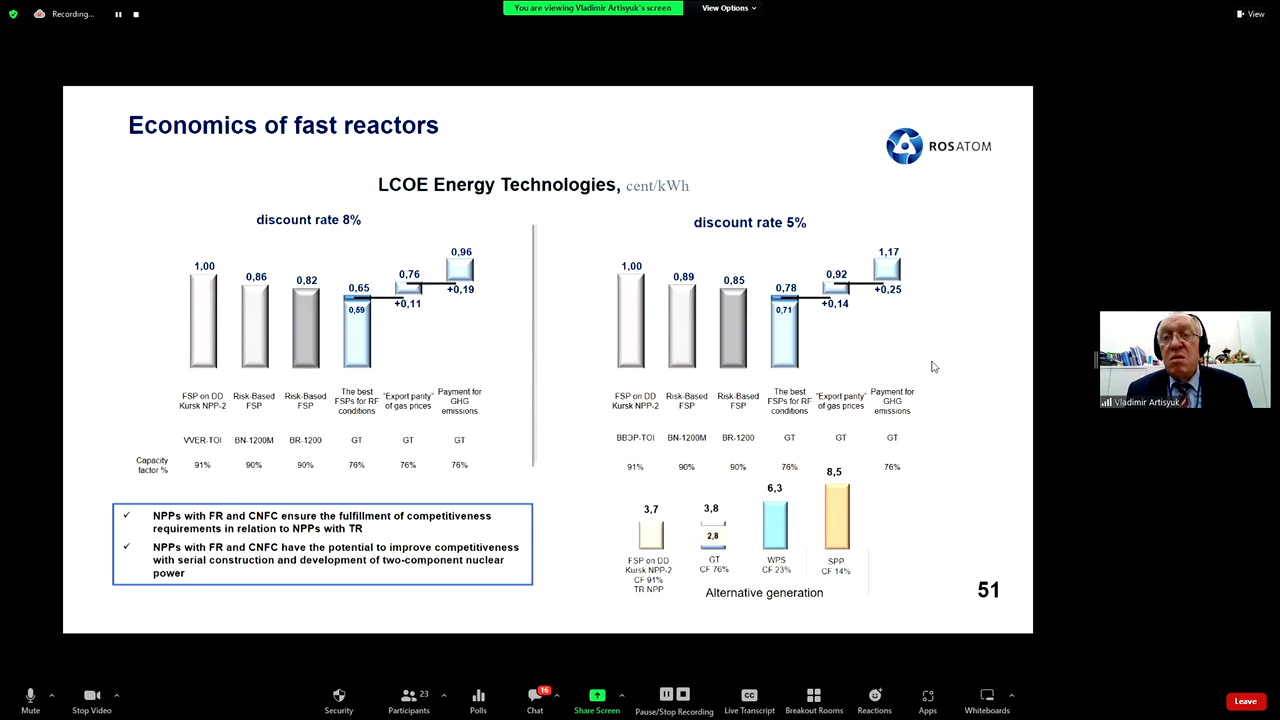 Recording...
You are viewing Vladimir Artisyuk's screen
View Options
View
Economics of fast reactors
ROSATOM
LCOE Energy Technologies, cent/kWh
discount rate 8%
1,00
0,86
0,82
0,65
0,59
0,76
+0,11
0,96
+0,19
FSP on DD
Kursk NPP-2
Risk-Based
FSP
Risk-Based
FSP
The best
FSPs for RF
conditions
"Export parity"
of gas prices
Payment for
GHG
emissions
VVER-TOI
BN-1200M
BR-1200
GT
GT
GT
Capacity
factor %
91%
90%
90%
76%
76%
76%
discount rate 5%
1,00
0,89
0,85
0,78
0,71
0,92
+0,14
1,17
+0,25
FSP on DD
Kursk NPP-2
Risk-Based
FSP
Risk-Based
FSP
The best
FSPs for RF
conditions
"Export parity"
of gas prices
Payment for
GHG
emissions
ВВЭР-TOI
BN-1200M
BR-1200
GT
GT
GT
91%
90%
90%
76%
76%
76%
NPPs with FR and CNFC ensure the fulfillment of competitiveness
requirements in relation to NPPs with TR
NPPs with FR and CNFC have the potential to improve competitiveness
with serial construction and development of two-component nuclear
power
3,7
3,8
2,8
6,3
8,5
FSP on DD
Kursk NPP-2
CF 91%
TR NPP
GT
CF 76%
WPS
CF 23%
SPP
CF 14%
Alternative generation
51
Vladimir Artisyuk
Mute
Stop Video
Security
23
Participants
Polls
16
Chat
Share Screen
Pause/Stop Recording
CC
Live Transcript
Breakout Rooms
Reactions
Apps
Whiteboards
Leave